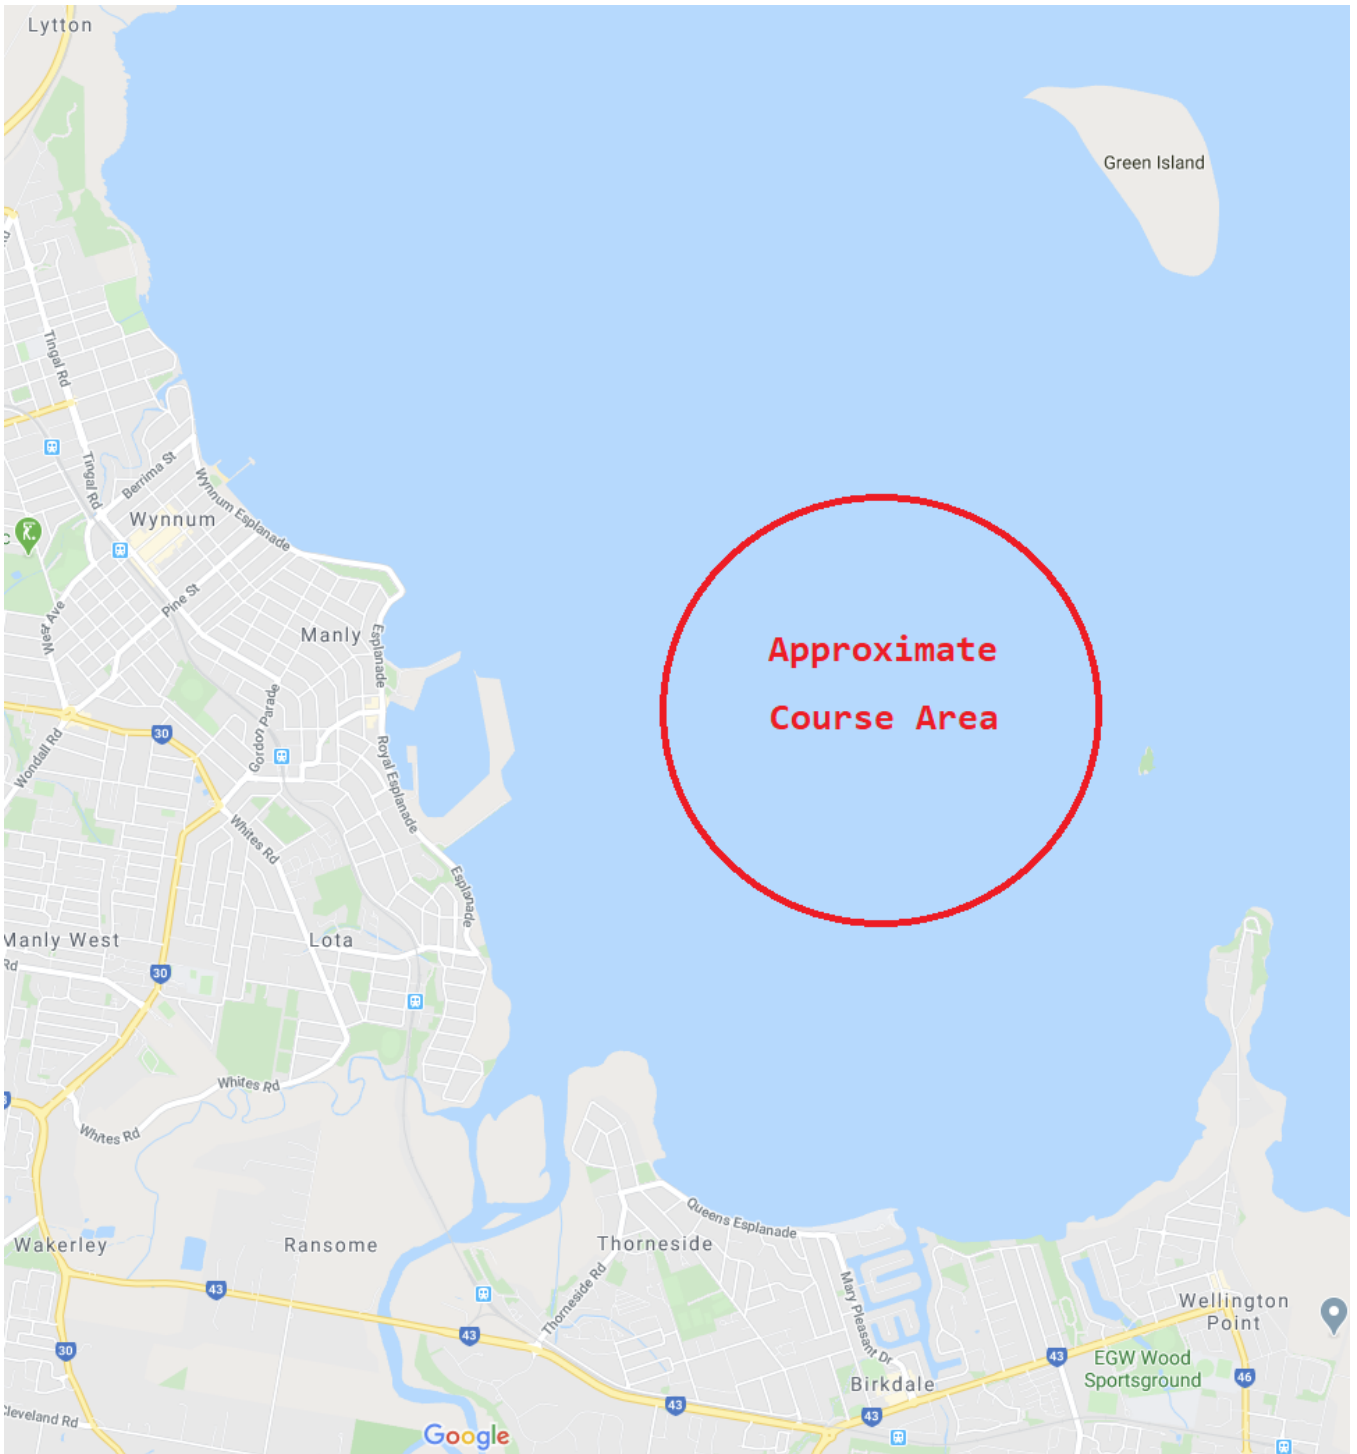 Lytton
Green Island
Tingal Rd
Tingal Rd
Berrima St
Wynnum Esplanade
Wynnum
Pine St
West Ave
Manly
Esplanade
Approximate
Course Area
Gordon Parade
30
Wondall Rd
Royal Esplanade
Whites Rd
Esplanade
Manly West
Lota
Rd
30
Whites Rd
Whites Rd
Queens Esplanade
Wakerley
Ransome
Thorneside
43
Thorneside Rd
Mary Pleasant Dr
Wellington
Point
43
30
43
EGW Wood
Sportsground
46
Birkdale
43
43
Cleveland Rd
Google